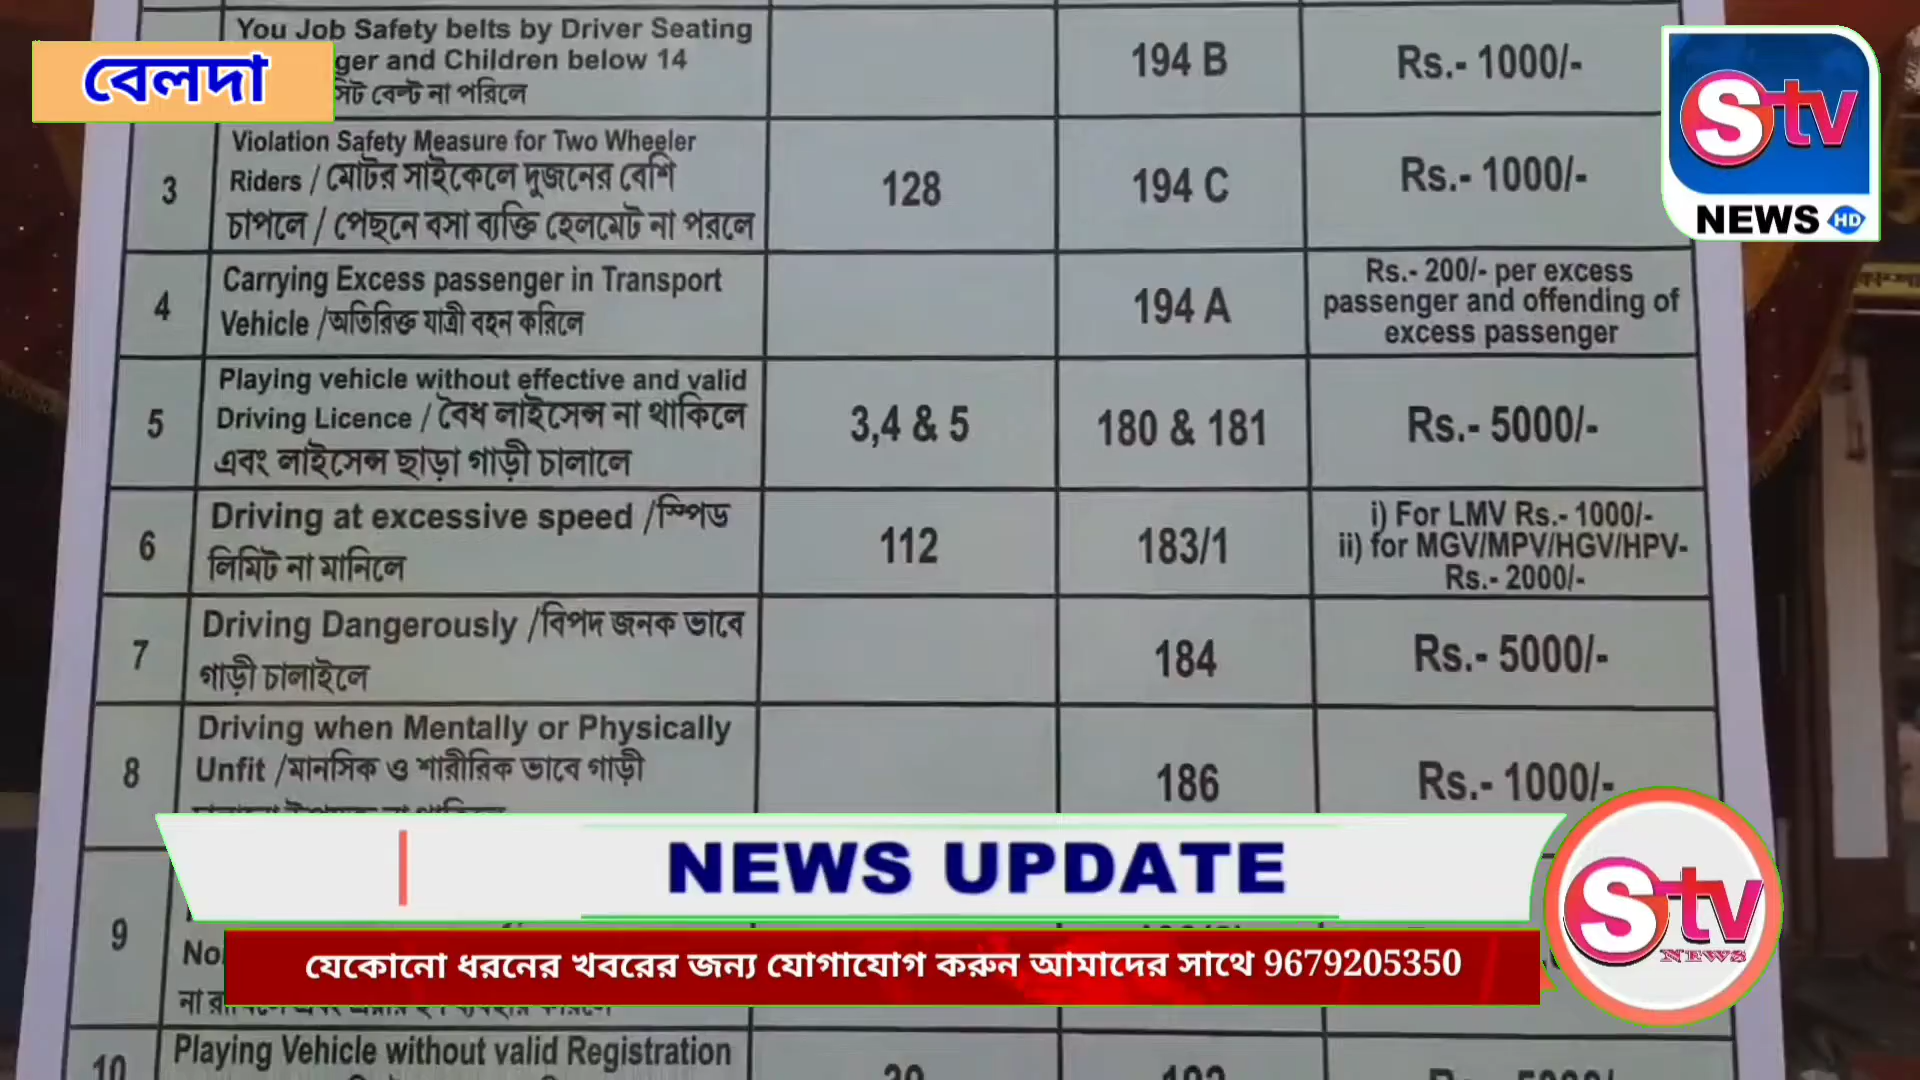 You Job Safety belts by Driver Seating
ger and Children below 14
সিট বেল্ট না পরিলে
194 B
Rs.- 1000/-
বেলদা
Stv
NEWS HD
3
Violation Safety Measure for Two Wheeler
Riders / মোটর সাইকেলে দুজনের বেশি
চাপলে / পেছনে বসা ব্যক্তি হেলমেট না পরলে
128
194 C
Rs.- 1000/-
4
Carrying Excess passenger in Transport
Vehicle /অতিরিক্ত যাত্রী বহন করিলে
194 A
Rs.- 200/- per excess
passenger and offending of
excess passenger
5
Playing vehicle without effective and valid
Driving Licence / বৈধ লাইসেন্স না থাকিলে
এবং লাইসেন্স ছাড়া গাড়ী চালালে
3,4 & 5
180 & 181
Rs.- 5000/-
6
Driving at excessive speed /স্পিড
লিমিট না মানিলে
112
183/1
i) For LMV Rs.- 1000/-
ii) for MGV/MPV/HGV/HPV-
Rs.- 2000/-
7
Driving Dangerously /বিপদ জনক ভাবে
গাড়ী চালাইলে
184
Rs.- 5000/-
8
Driving when Mentally or Physically
Unfit /মানসিক ও শারীরিক ভাবে গাড়ী
186
Rs.- 1000/-
NEWS UPDATE
Stv
NEWS
9
যেকোনো ধরনের খবরের জন্য যোগাযোগ করুন আমাদের সাথে 9679205350
10
Playing Vehicle without valid Registration